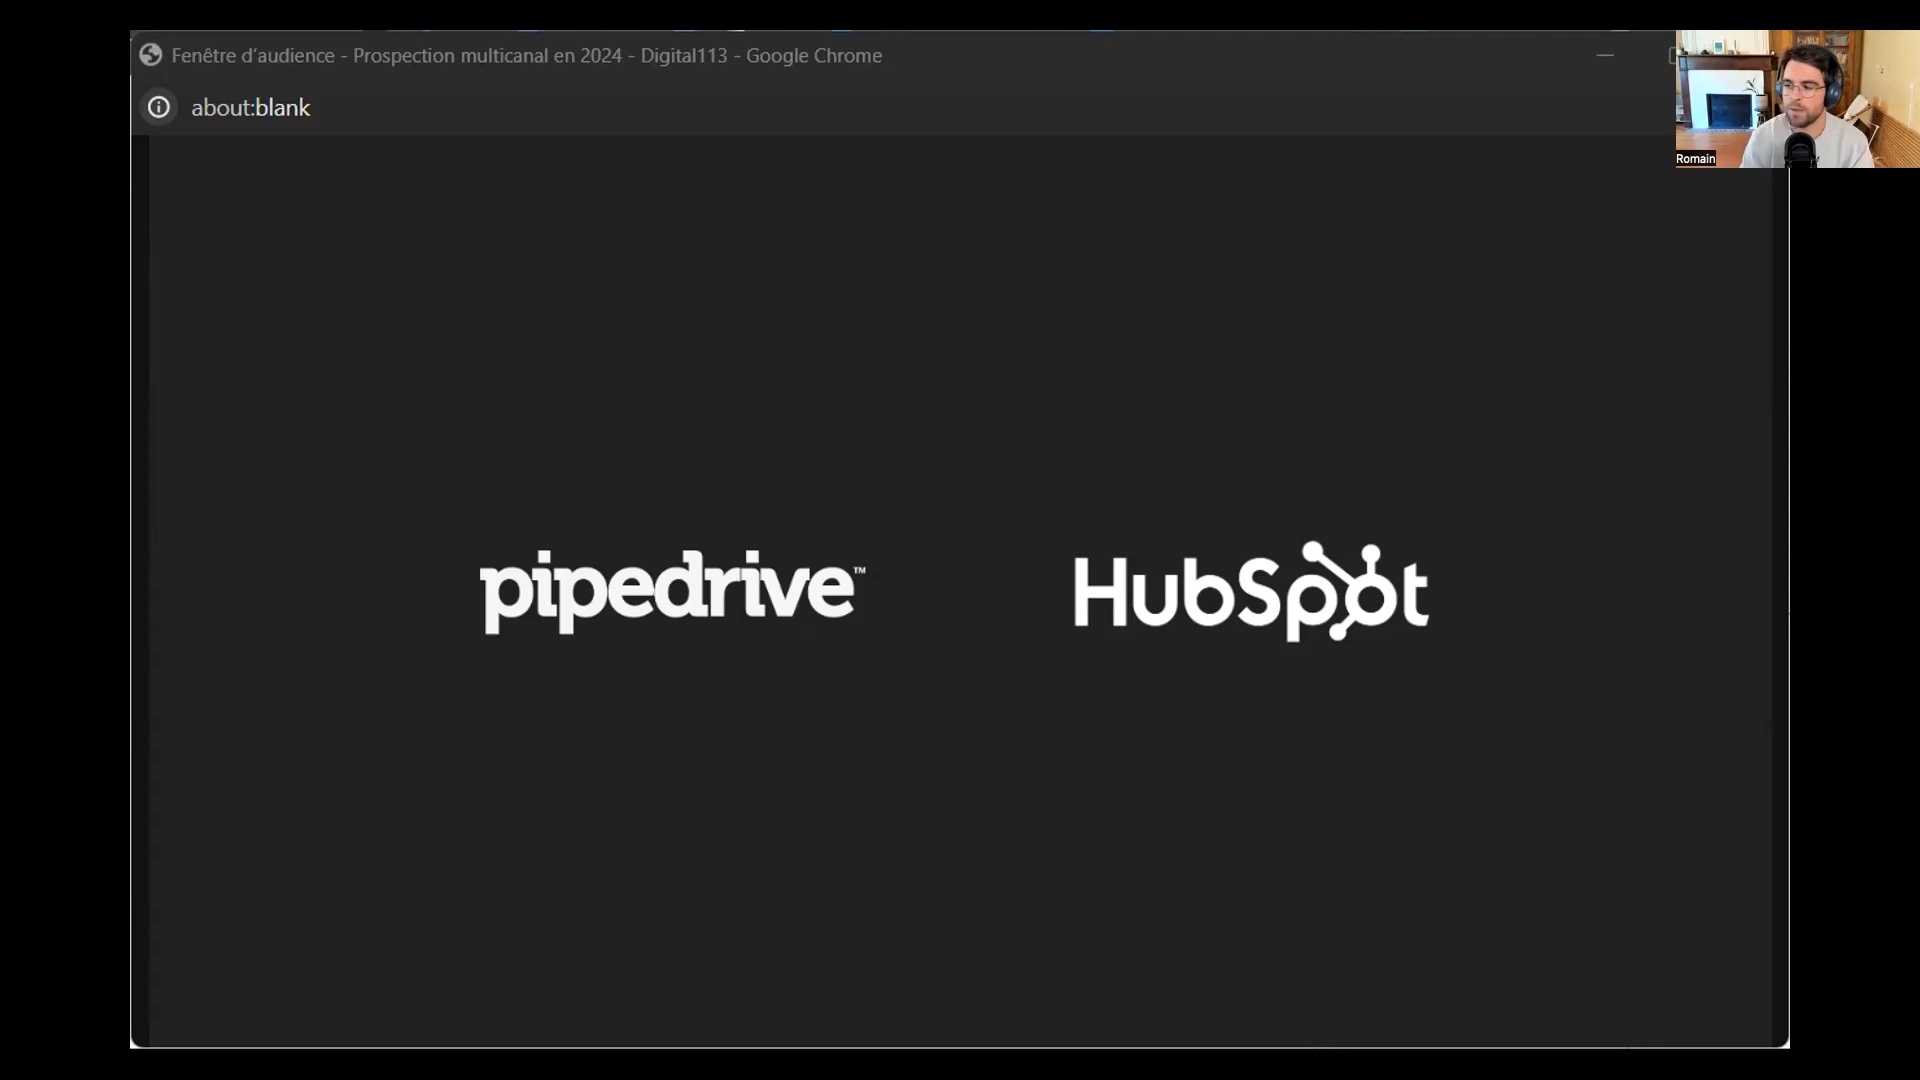 Fenêtre d’audience - Prospection multicanal en 2024 - Digital113 - Google Chrome
about:blank
Romain
pipedrive™
HubSpot